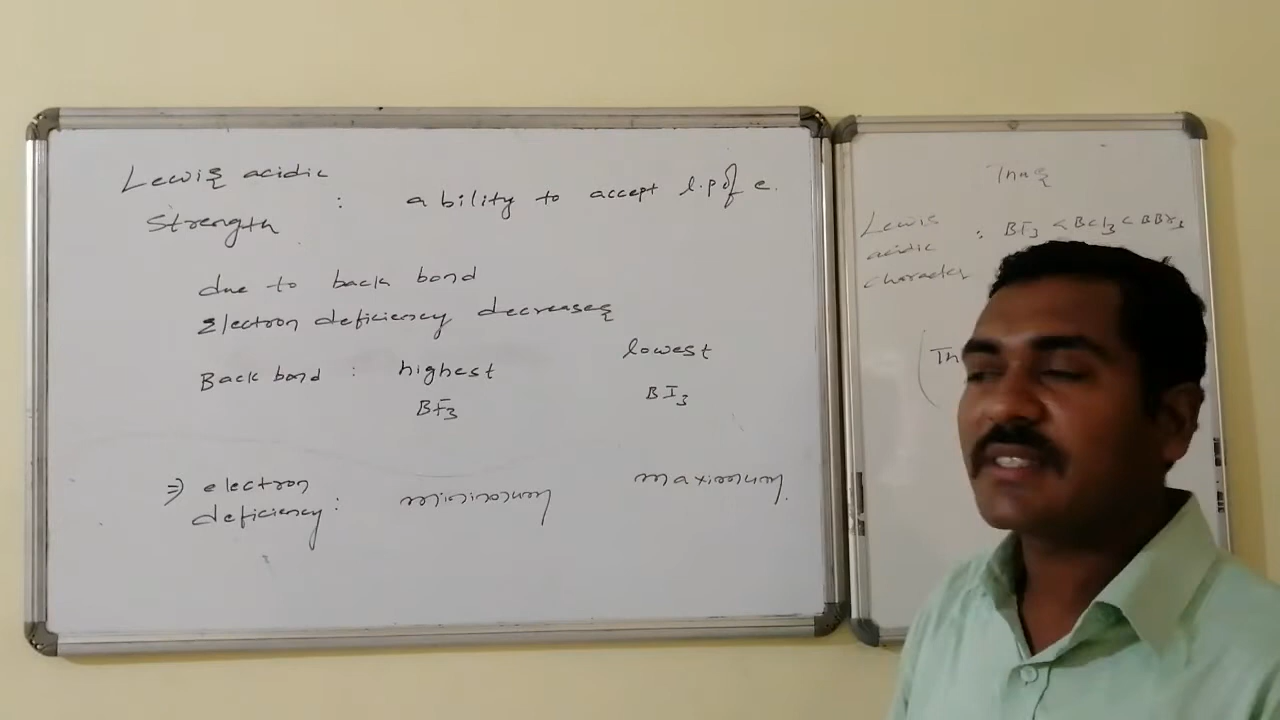 Lewis acidic
strength : ability to accept l.p of e.
due to back bond
Electron deficiency decreases
Back bond : highest lowest
BF3 BI3
⇒ electron
deficiency : minimum maximum.
Thus
Lewis
acidic : BF3 < BCl3 < BBr3
character
(Th